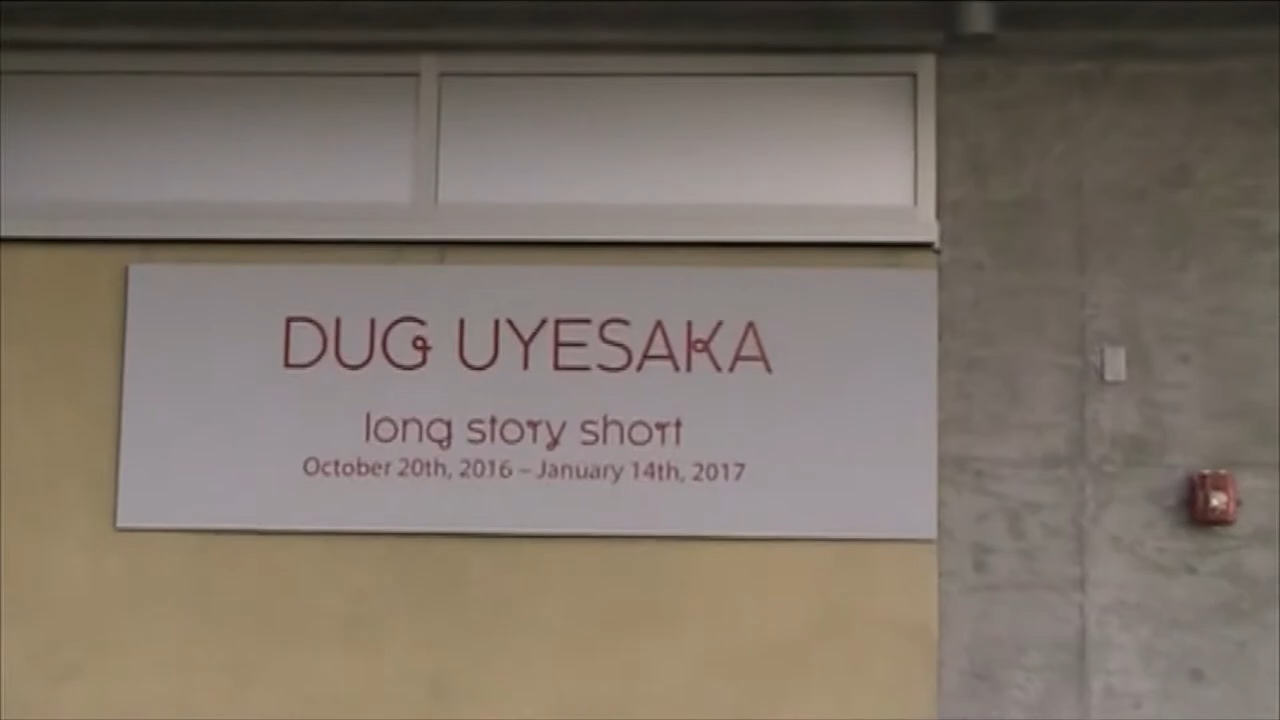 DUG UYESAKA
long story short
October 20th, 2016 – January 14th, 2017